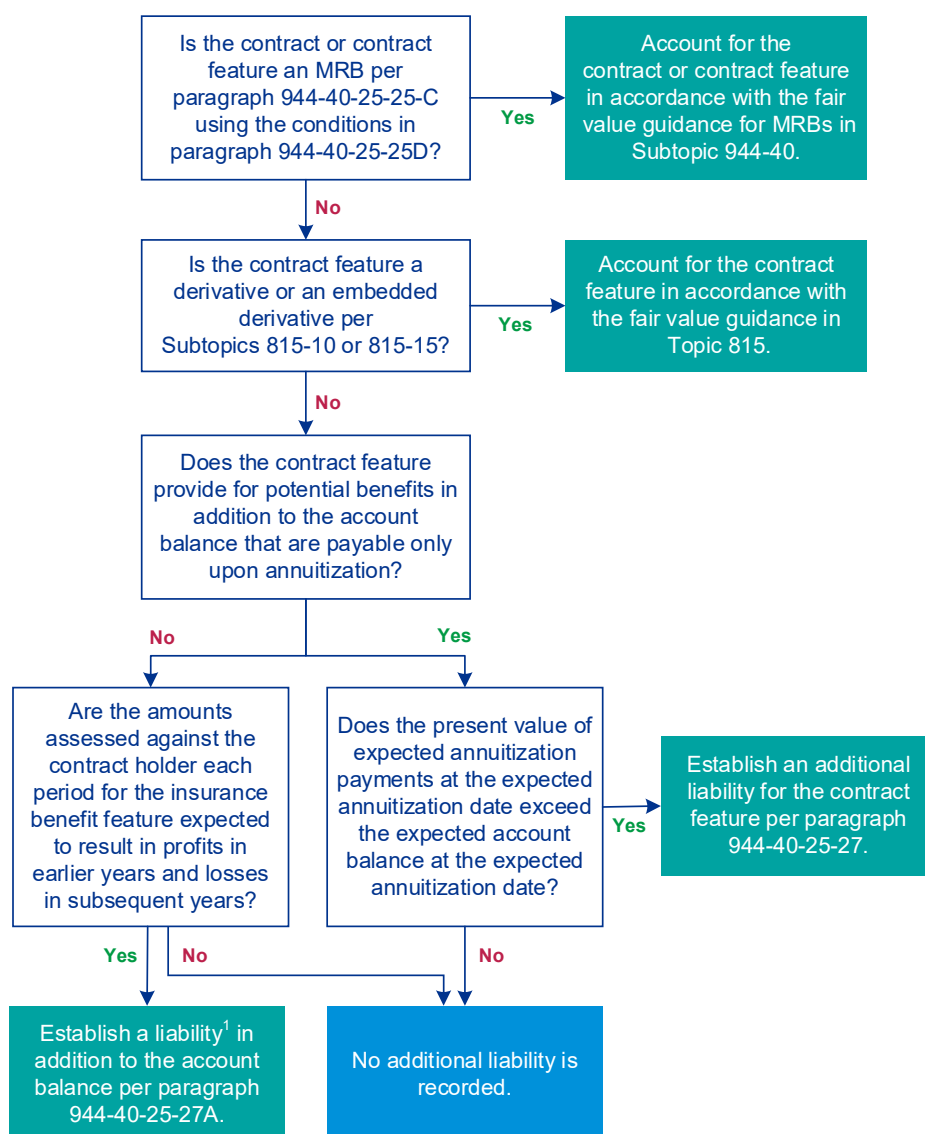 Is the contract or contract
feature an MRB per
paragraph 944-40-25-25-C
using the conditions in
paragraph 944-40-25-25D?
Yes
Account for the
contract or contract feature
in accordance with the fair
value guidance for MRBs in
Subtopic 944-40.
No
Is the contract feature a
derivative or an embedded
derivative per
Subtopics 815-10 or 815-15?
Yes
Account for the contract
feature in accordance with
the fair value guidance in
Topic 815.
No
Does the contract feature
provide for potential benefits in
addition to the account
balance that are payable only
upon annuitization?
No
Yes
Are the amounts
assessed against the
contract holder each
period for the insurance
benefit feature expected
to result in profits in
earlier years and losses
in subsequent years?
Does the present value of
expected annuitization
payments at the expected
annuitization date exceed
the expected account
balance at the expected
annuitization date?
Yes
Establish an additional
liability for the contract
feature per paragraph
944-40-25-27.
Yes
No
No
Establish a liability¹ in
addition to the account
balance per paragraph
944-40-25-27A.
No additional liability is
recorded.